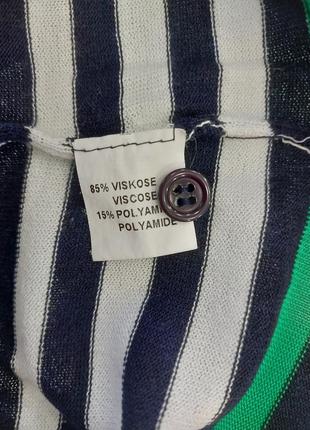 85% VISKOSE
VISCOSE
15% POLYAMID
POLYAMIDE